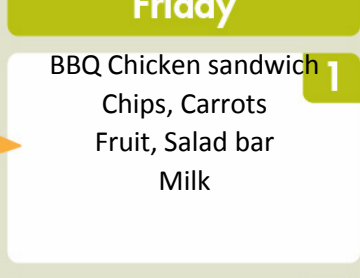 Friday
BBQ Chicken sandwich
1
Chips, Carrots
Fruit, Salad bar
Milk